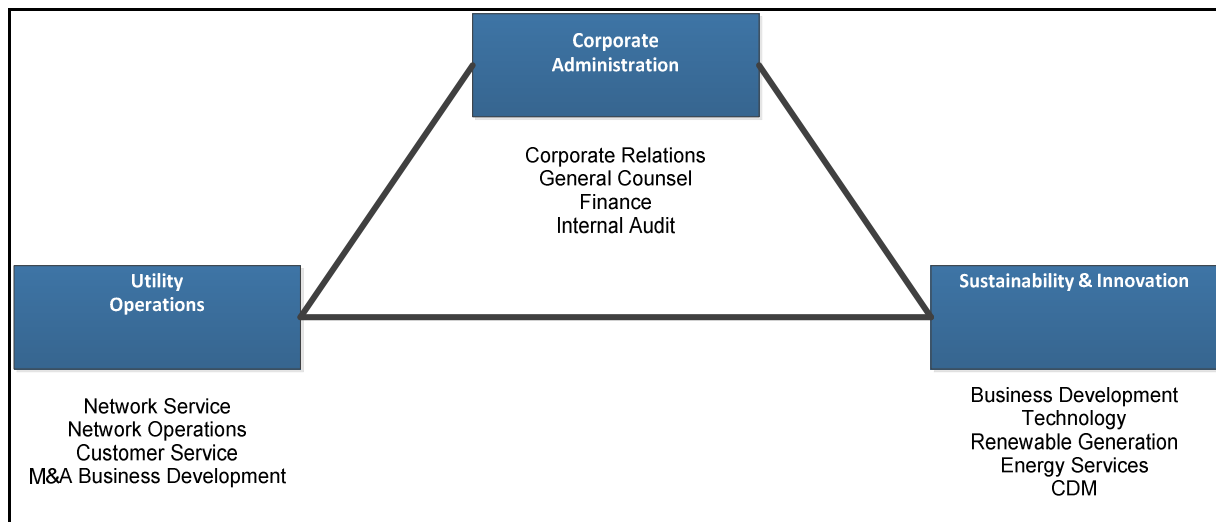 Corporate
Administration
Corporate Relations
General Counsel
Finance
Internal Audit
Utility
Operations
Network Service
Network Operations
Customer Service
M&A Business Development
Sustainability & Innovation
Business Development
Technology
Renewable Generation
Energy Services
CDM